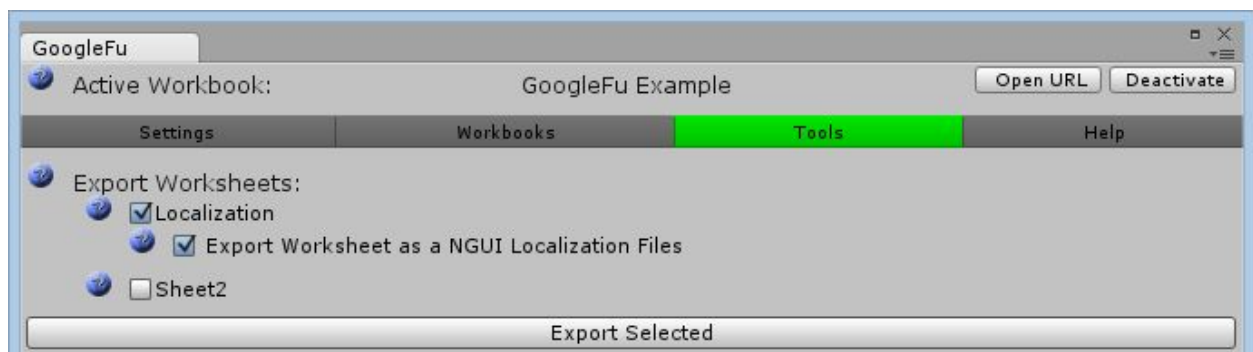 GoogleFu
Active Workbook: GoogleFu Example Open URL Deactivate
Settings Workbooks Tools Help
Export Worksheets:
Localization
Export Worksheet as a NGUI Localization Files
Sheet2
Export Selected